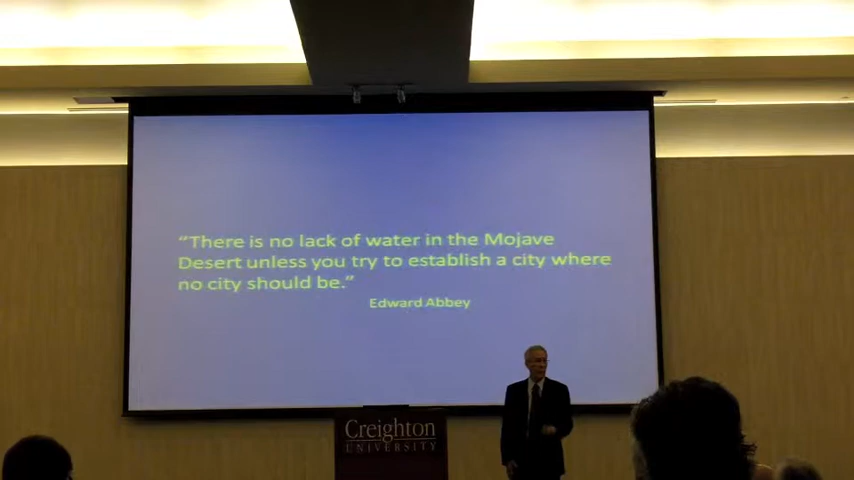 “There is no lack of water in the Mojave
Desert unless you try to establish a city where
no city should be.”
Edward Abbey
Creighton
UNIVERSITY